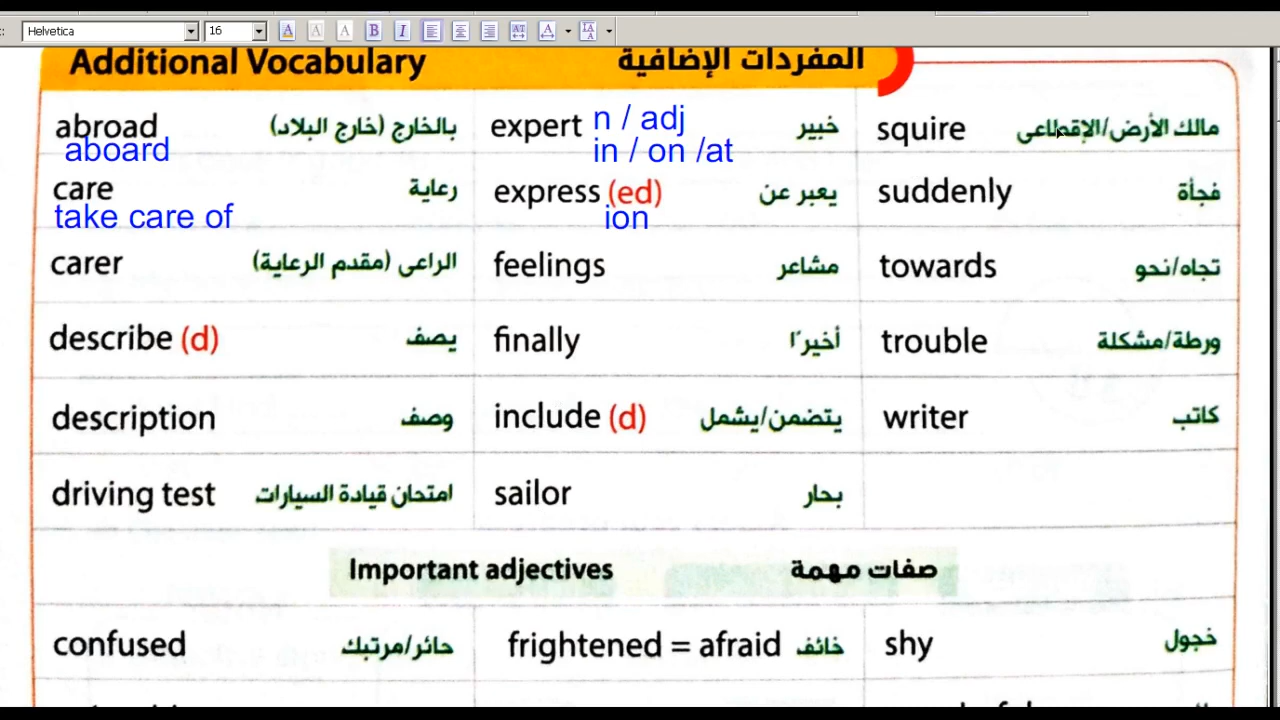 Helvetica 16
Additional Vocabulary المفردات الإضافية
abroad بالخارج (خارج البلاد) expert n / adj خبير squire مالك الأرض/الإقطاعى
aboard in / on /at
care رعاية express (ed) يعبر عن suddenly فجأة
take care of ion
carer الراعى (مقدم الرعاية) feelings مشاعر towards تجاه/نحو
describe (d) يصف finally أخيرًا trouble ورطة/مشكلة
description وصف include (d) يتضمن/يشمل writer كاتب
driving test امتحان قيادة السيارات sailor بحار
Important adjectives صفات مهمة
confused حائر/مرتبك frightened = afraid خائف shy خجول